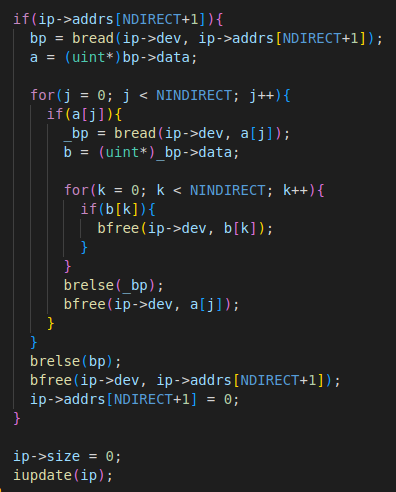 if(ip->addrs[NDIRECT+1]){
  bp = bread(ip->dev, ip->addrs[NDIRECT+1]);
  a = (uint*)bp->data;

  for(j = 0; j < NINDIRECT; j++){
    if(a[j]){
      _bp = bread(ip->dev, a[j]);
      b = (uint*)_bp->data;

      for(k = 0; k < NINDIRECT; k++){
        if(b[k]){
          bfree(ip->dev, b[k]);
        }
      }
      brelse(_bp);
      bfree(ip->dev, a[j]);
    }
  }
  brelse(bp);
  bfree(ip->dev, ip->addrs[NDIRECT+1]);
  ip->addrs[NDIRECT+1] = 0;
}

ip->size = 0;
iupdate(ip);